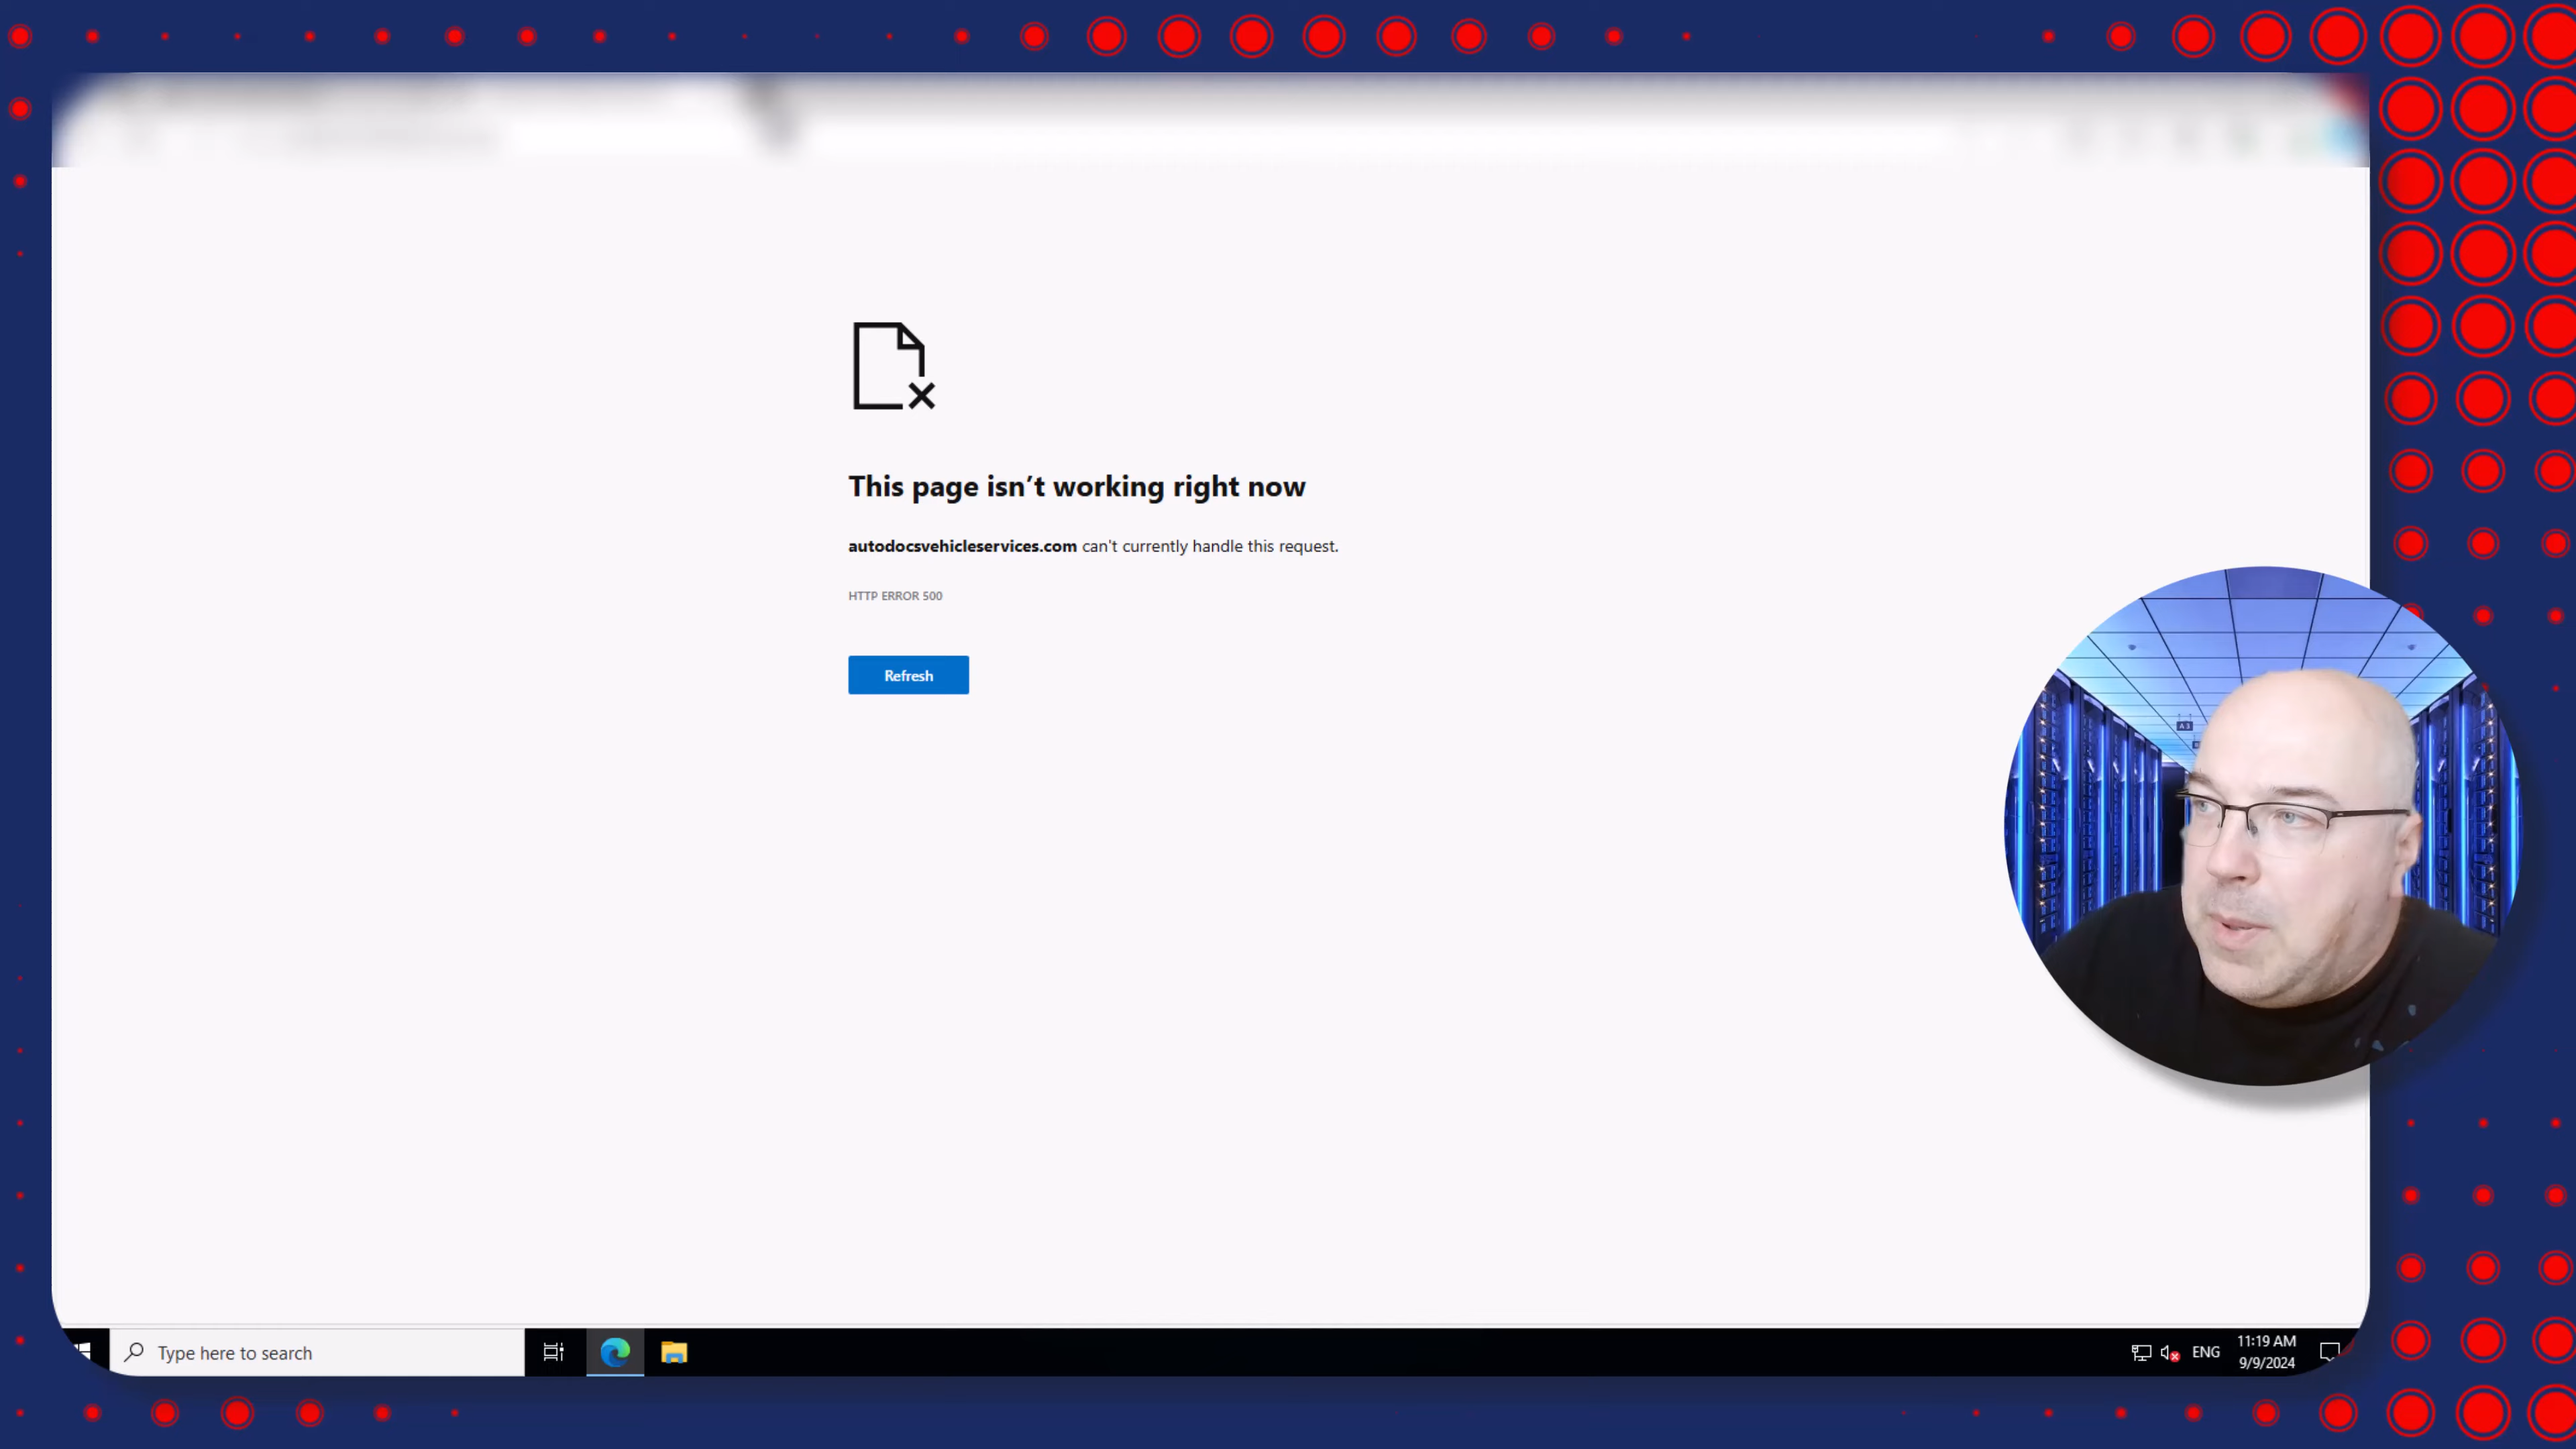 This page isn’t working right now
autodocsvehicleservices.com can't currently handle this request.
HTTP ERROR 500
Refresh
A3
Type here to search
ENG
11:19 AM
9/9/2024